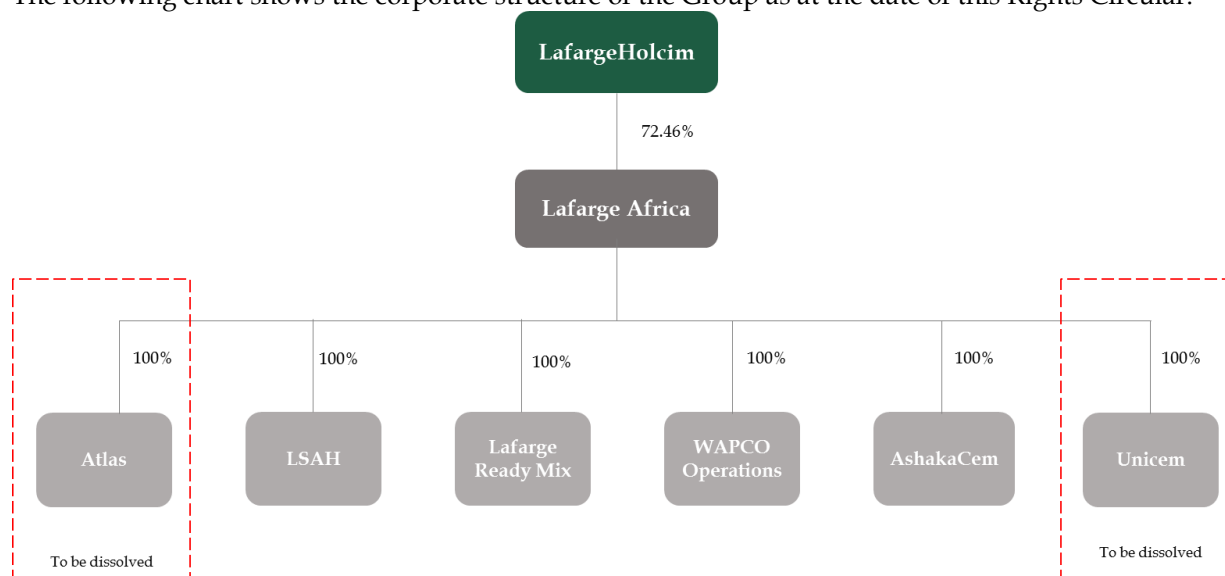 The following chart shows the corporate structure of the Group as at the date of this Rights Circular.
LafargeHolcim
72.46%
Lafarge Africa
100%
100%
100%
100%
100%
100%
Atlas
LSAH
Lafarge
Ready Mix
WAPCO
Operations
AshakaCem
Unicem
To be dissolved
To be dissolved